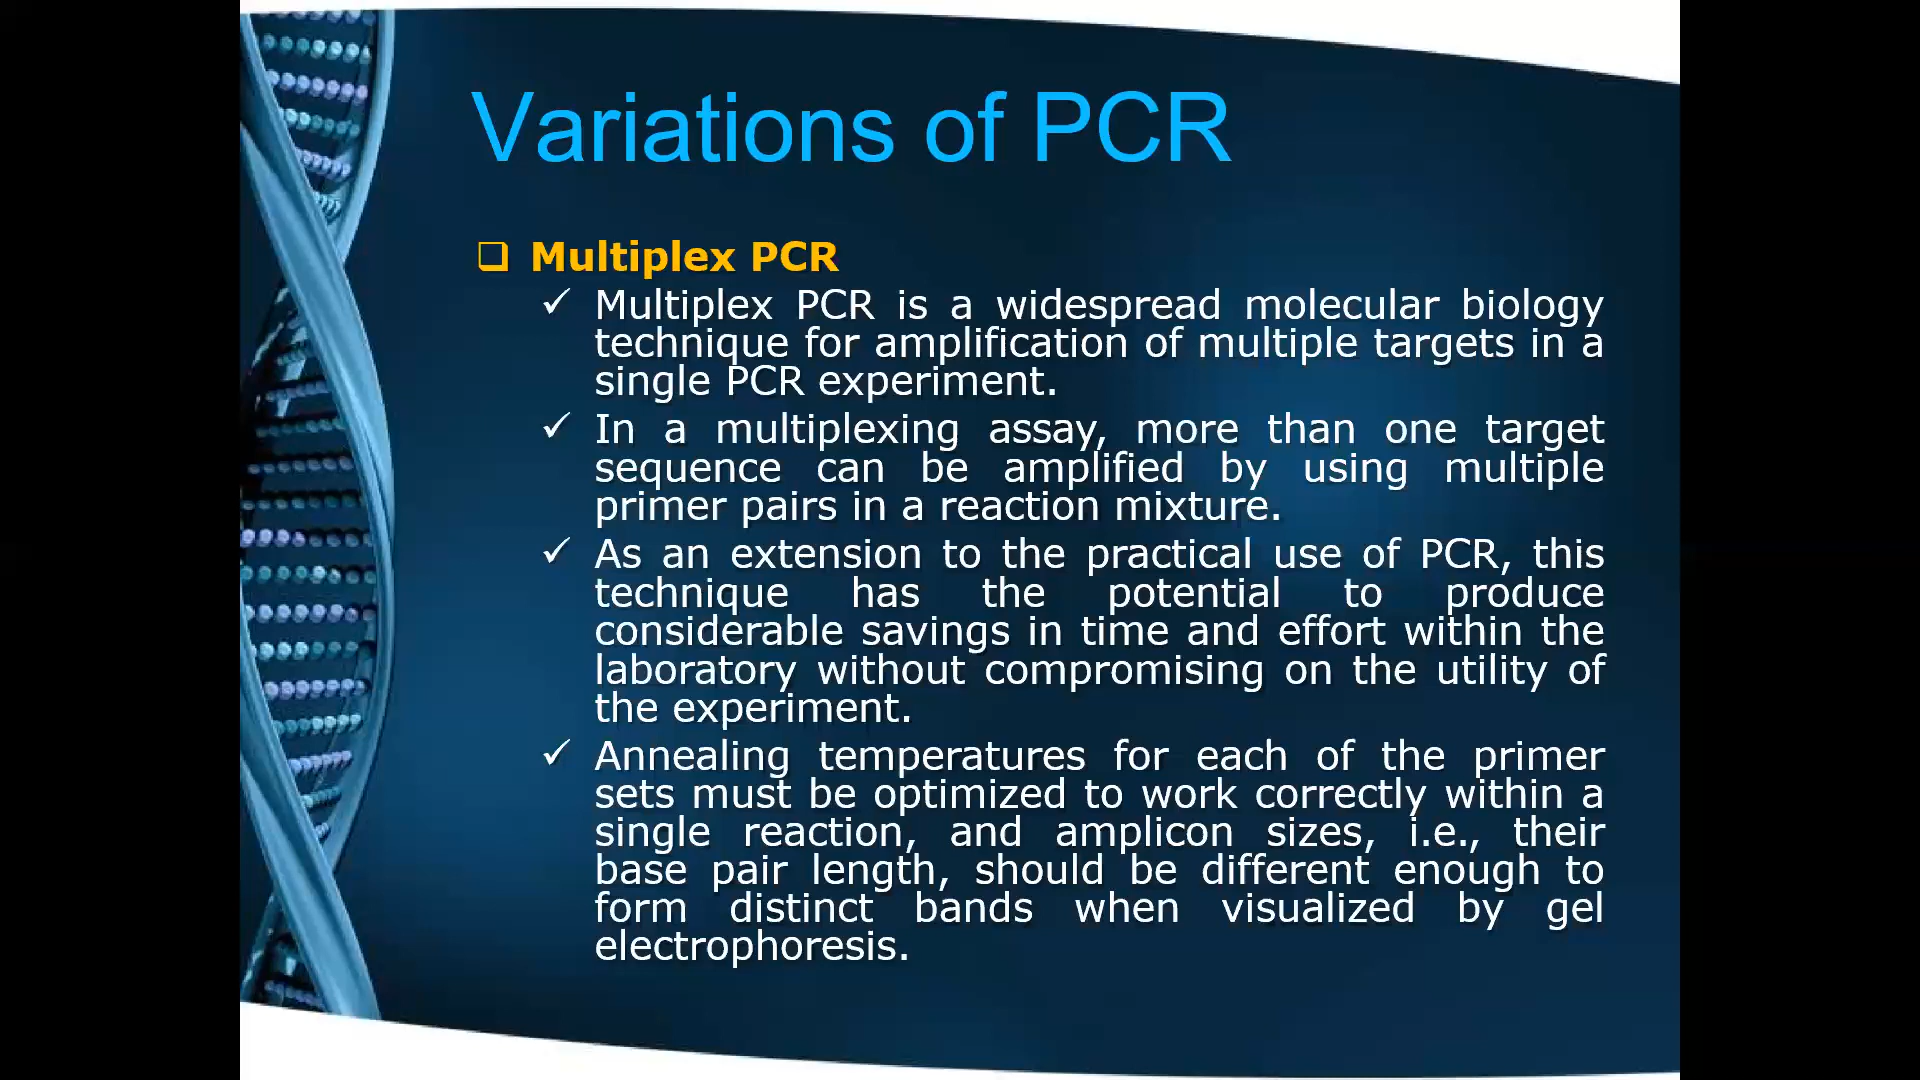 Variations of PCR
❑ Multiplex PCR
✓ Multiplex PCR is a widespread molecular biology
technique for amplification of multiple targets in a
single PCR experiment.
✓ In a multiplexing assay, more than one target
sequence can be amplified by using multiple
primer pairs in a reaction mixture.
✓ As an extension to the practical use of PCR, this
technique has the potential to produce
considerable savings in time and effort within the
laboratory without compromising on the utility of
the experiment.
✓ Annealing temperatures for each of the primer
sets must be optimized to work correctly within a
single reaction, and amplicon sizes, i.e., their
base pair length, should be different enough to
form distinct bands when visualized by gel
electrophoresis.